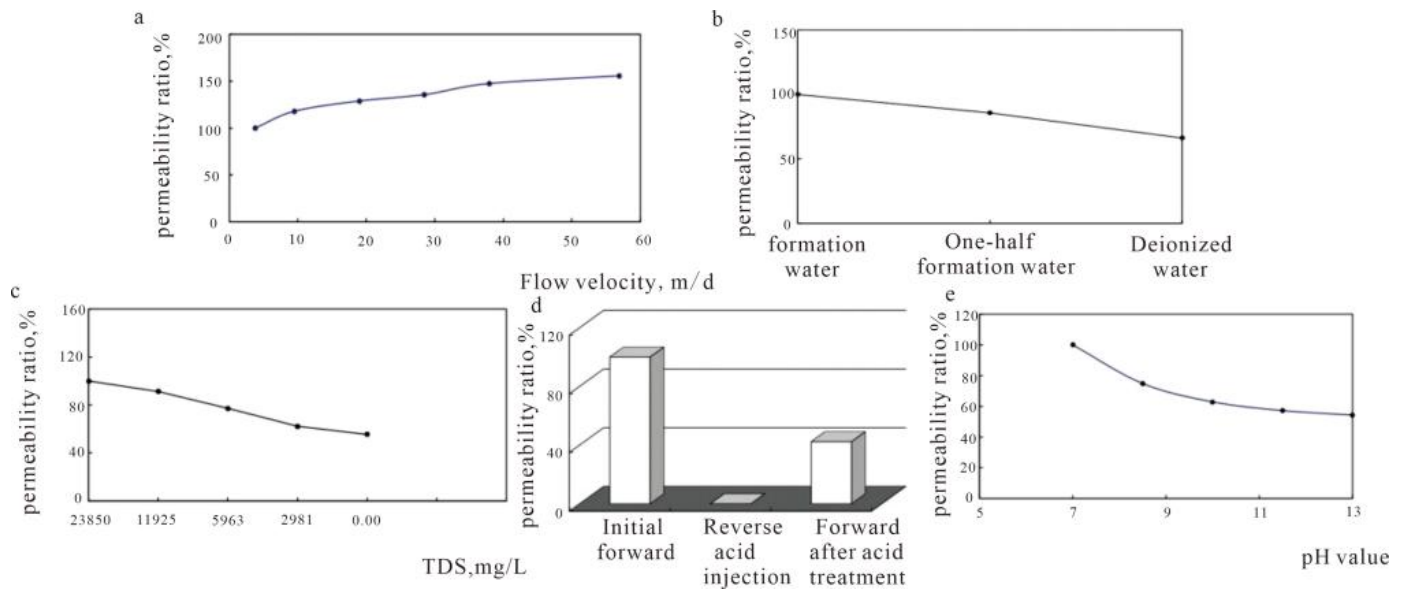 a
permeability ratio,%
200
150
100
50
0
0 10 20 30 40 50 60
Flow velocity, m/d
b
permeability ratio,%
150
100
50
0
formation water
One-half formation water
Deionized water
c
permeability ratio,%
160
120
80
40
0
23850 11925 5963 2981 0.00
TDS,mg/L
d
permeability ratio,%
120
80
40
0
Initial forward
Reverse acid injection
Forward after acid treatment
e
permeability ratio,%
120
100
80
60
40
20
0
5 7 9 11 13
pH value